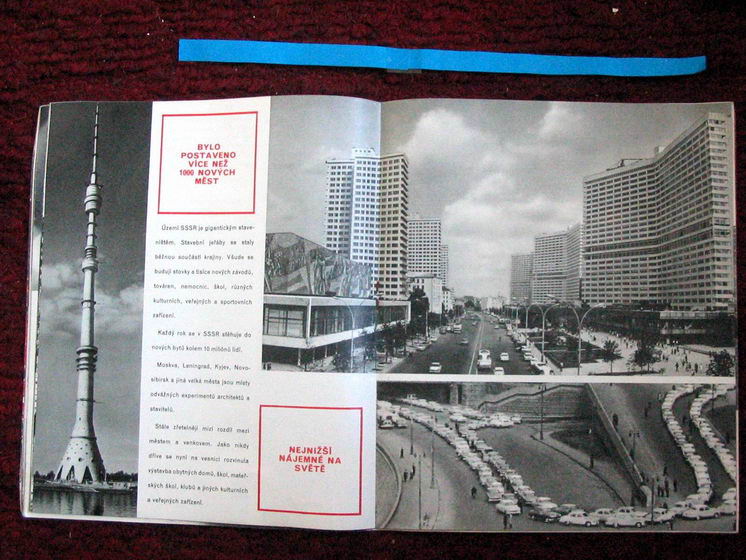 BYLO
POSTAVENO
VÍCE NEŽ
1000 NOVÝCH
MĚST
Území SSSR je gigantickým stave-
ništěm. Stavební jeřáby se staly
běžnou součástí krajiny. Všude se
budují stovky a tisíce nových závodů,
továren, nemocnic, škol, různých
kulturních, veřejných a sportovních
zařízení.
Každý rok se v SSSR stěhuje do
nových bytů kolem 10 miliónů lidí.
Moskva, Leningrad, Kyjev, Novo-
sibirsk a jiná velká města jsou místy
odvážných experimentů architektů a
stavitelů.
Stále zřetelněji mizí rozdíl mezi
městem a venkovem. Jako nikdy
dříve se nyní na vesnici rozvinula
výstavba obytných domů, škol, mateř-
ských škol, klubů a jiných kulturních
a veřejných zařízení.
NEJNIŽŠÍ
NÁJEMNÉ NA
SVĚTĚ